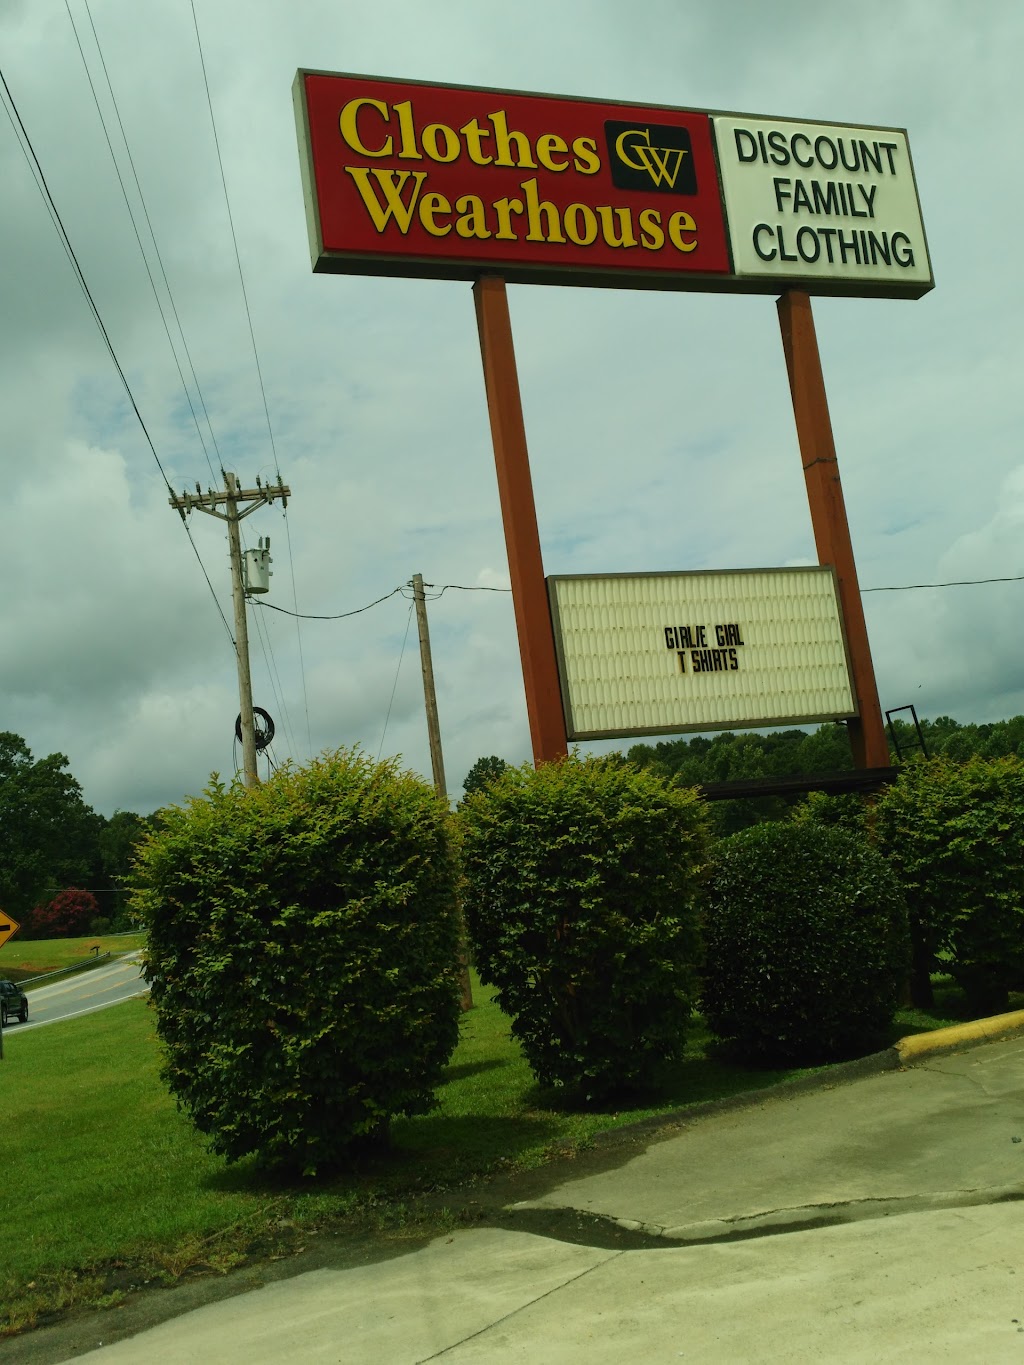 Clothes CW
Wearhouse
DISCOUNT
FAMILY
CLOTHING
GIRLIE GIRL
T SHIRTS